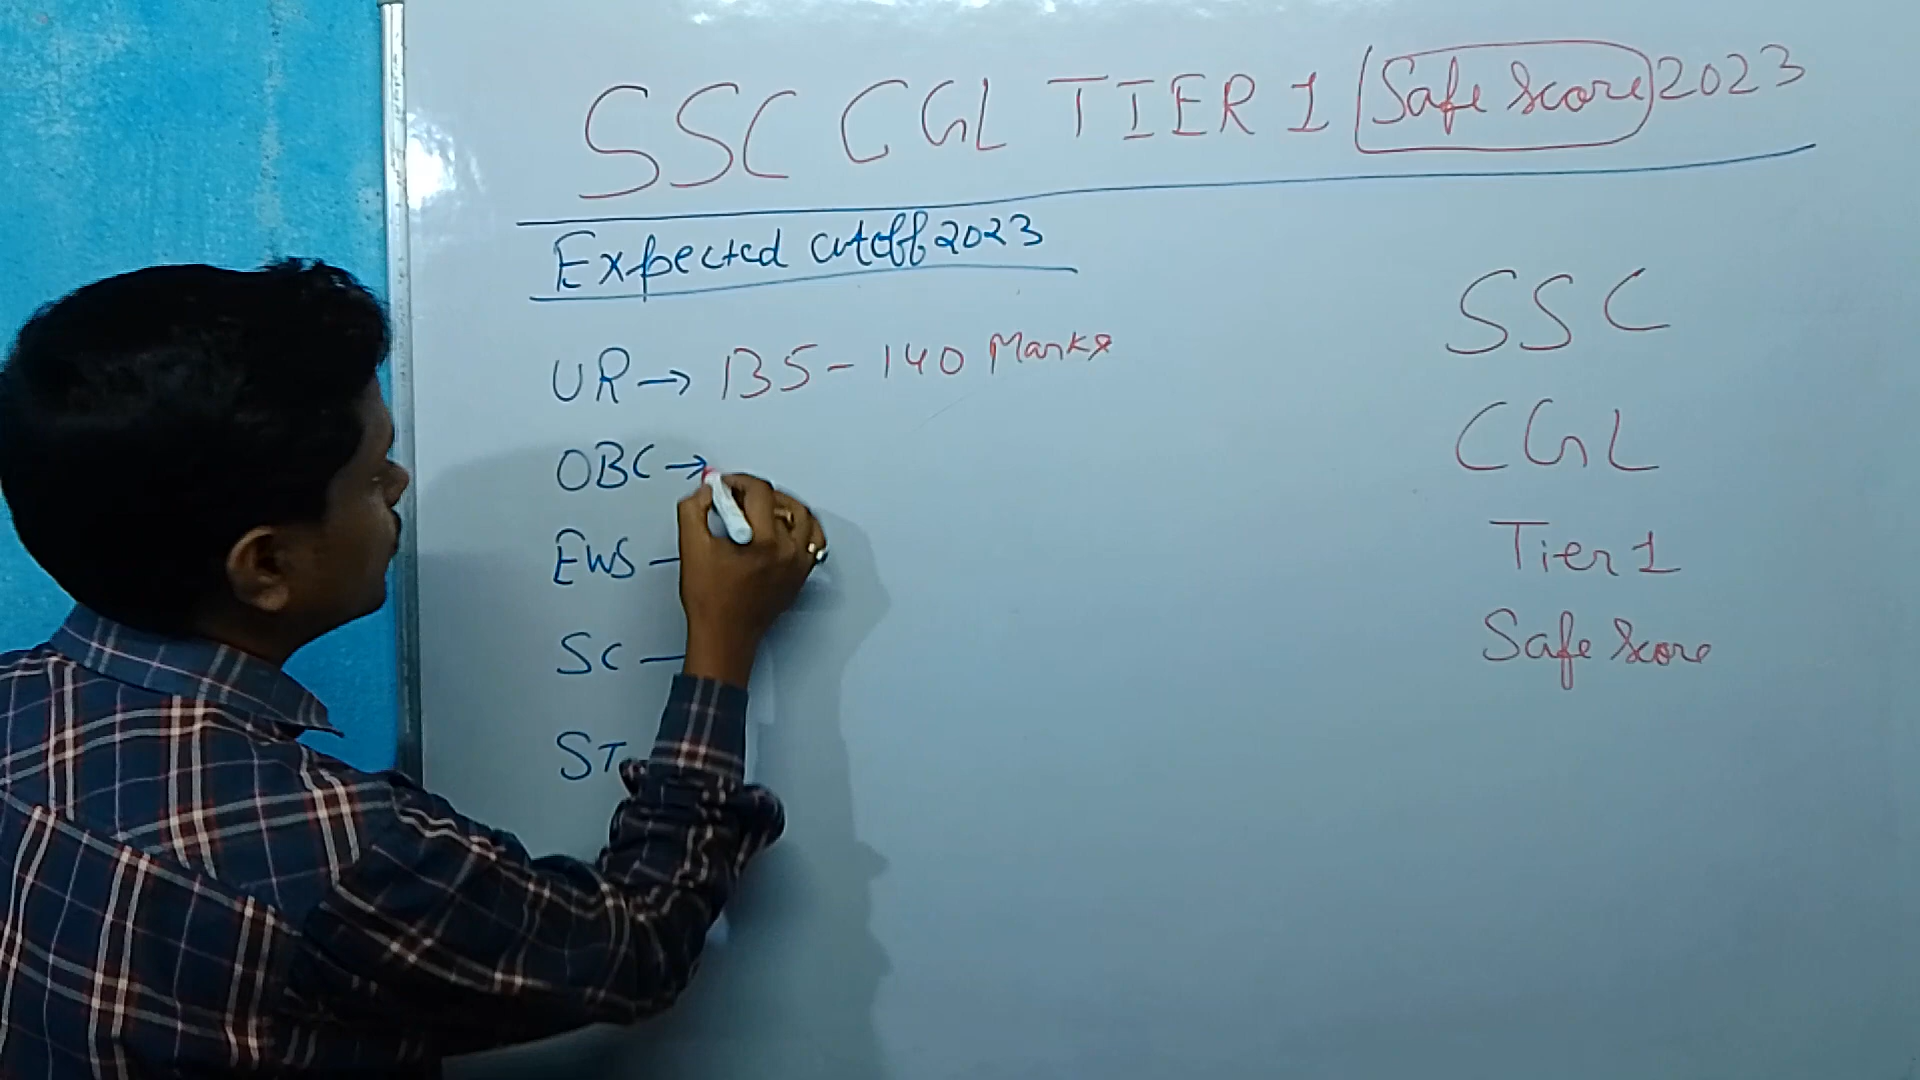 SSC CGL TIER 1 Safe Score 2023
Expected cutoff 2023
UR → 135 - 140 Marks
OBC →
EWS -
SC -
ST
SSC
CGL
Tier 1
Safe Score